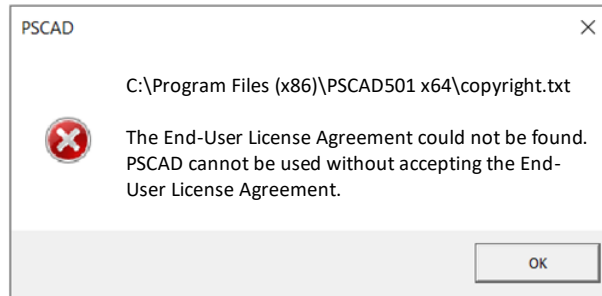 PSCAD
C:\Program Files (x86)\PSCAD501 x64\copyright.txt
The End-User License Agreement could not be found.
PSCAD cannot be used without accepting the End-
User License Agreement.
OK